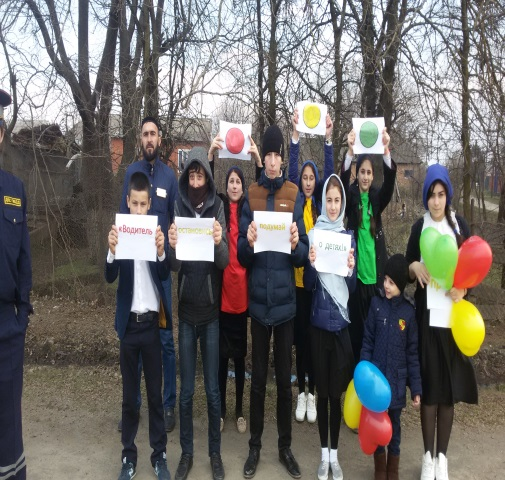 «Водитель
остановись
подумай
о детях!»